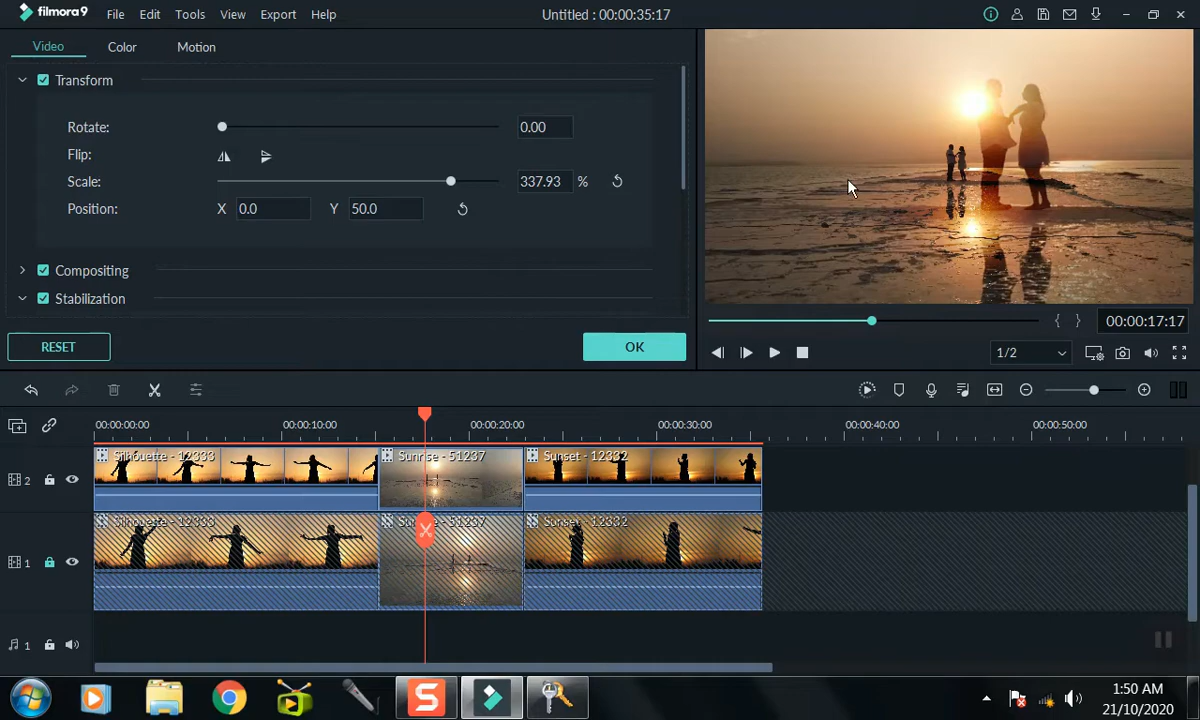 filmora9 File Edit Tools View Export Help Untitled : 00:00:35:17
Video Color Motion
Transform
Rotate: 0.00
Flip:
Scale: 337.93 %
Position: X 0.0 Y 50.0
Compositing
Stabilization
RESET OK
00:00:17:17
1/2
00:00:00:00 00:00:10:00 00:00:20:00 00:00:30:00 00:00:40:00 00:00:50:00
2 Silhouette - 12333 Sunrise - 51237 Sunset - 12332
1 Silhouette - 12333 51237 Sunset - 12332
1
S
1:50 AM
21/10/2020